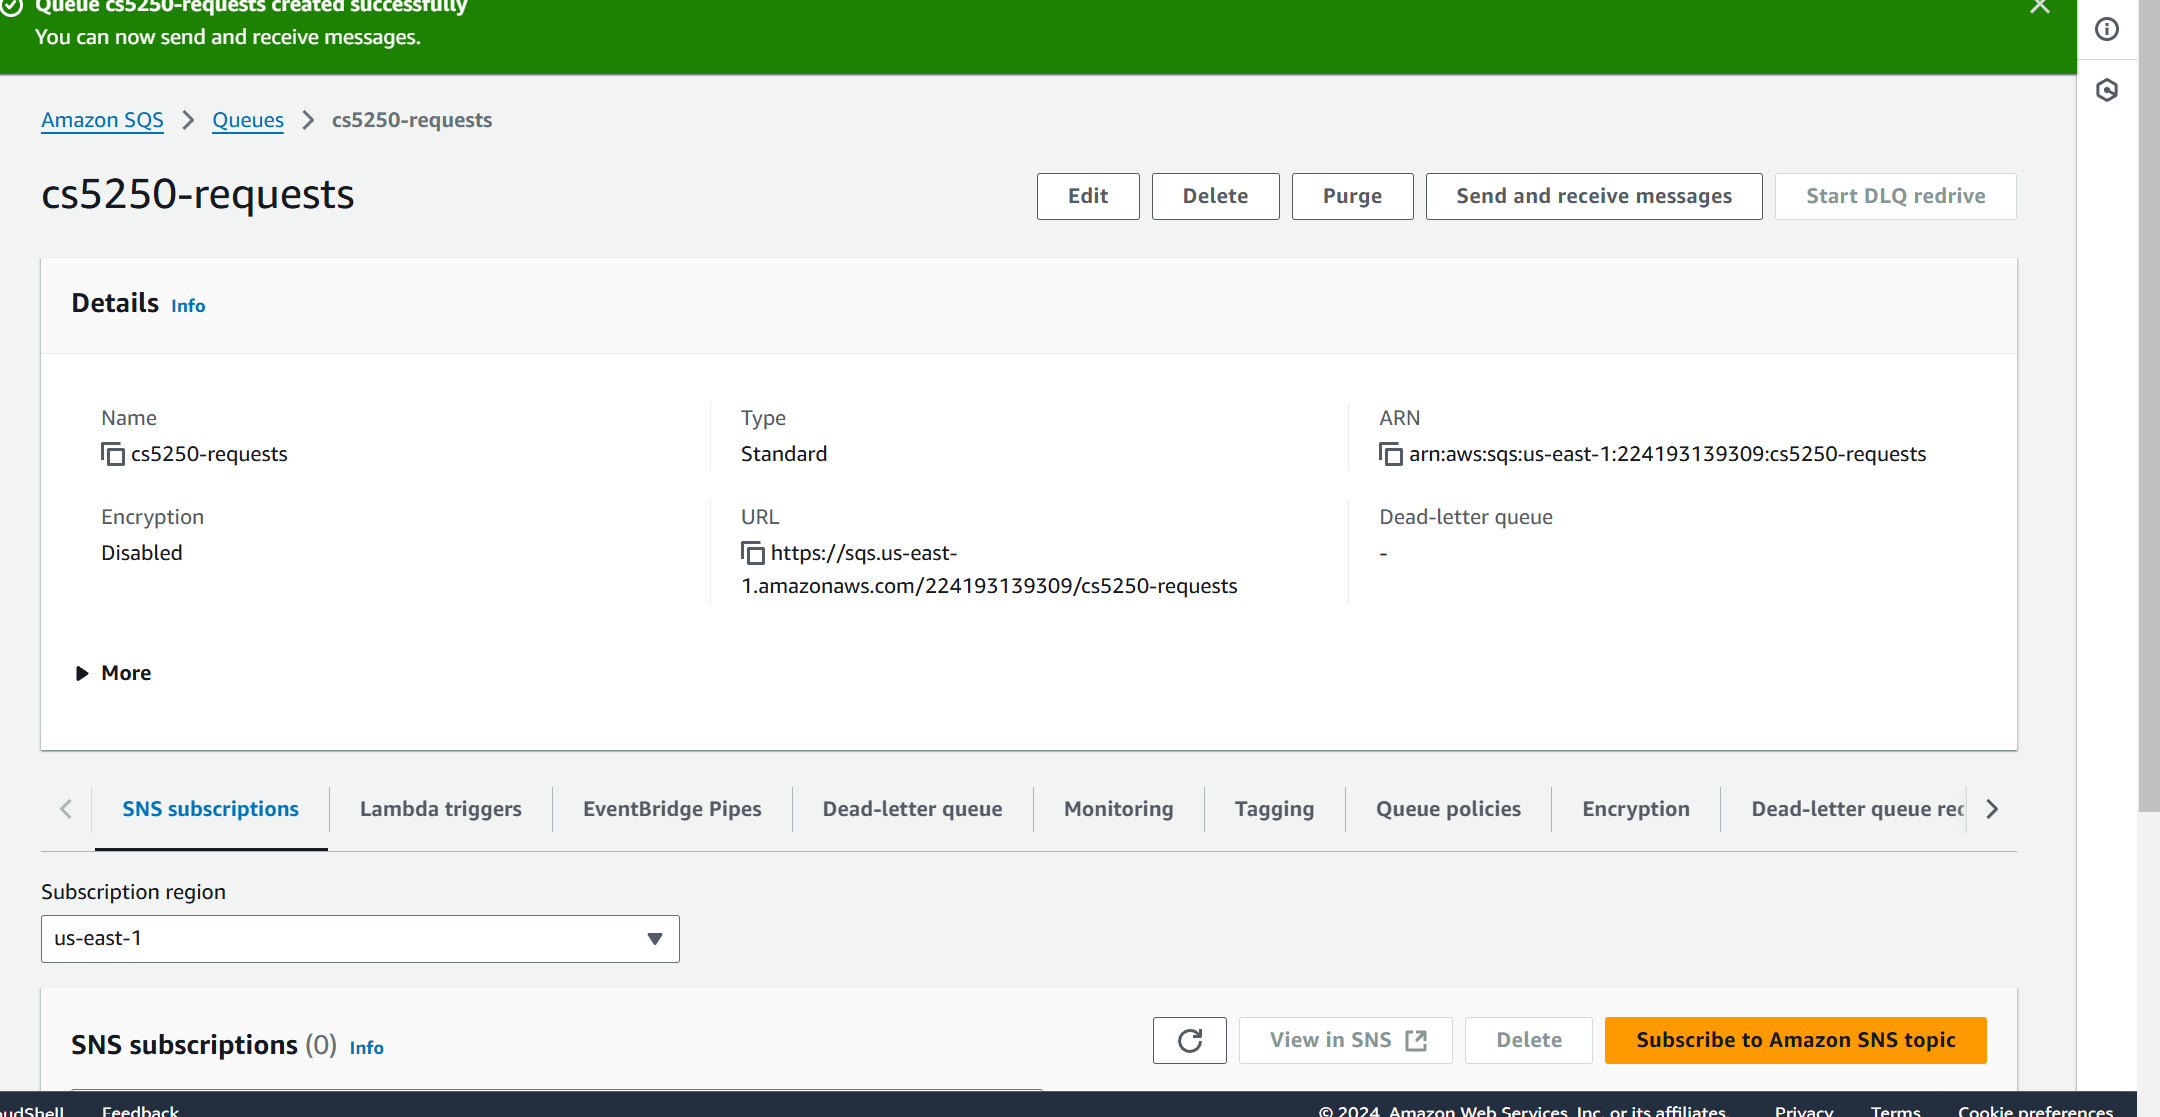 Queue cs5250-requests created successfully
You can now send and receive messages.
Amazon SQS > Queues > cs5250-requests
cs5250-requests
Edit
Delete
Purge
Send and receive messages
Start DLQ redrive
Details Info
Name
cs5250-requests
Type
Standard
ARN
arn:aws:sqs:us-east-1:224193139309:cs5250-requests
Encryption
Disabled
URL
https://sqs.us-east-
1.amazonaws.com/224193139309/cs5250-requests
Dead-letter queue
-
More
SNS subscriptions
Lambda triggers
EventBridge Pipes
Dead-letter queue
Monitoring
Tagging
Queue policies
Encryption
Dead-letter queue rec
Subscription region
us-east-1
SNS subscriptions (0) Info
View in SNS
Delete
Subscribe to Amazon SNS topic
oudShell
Feedback
© 2024, Amazon Web Services, Inc. or its affiliates.
Privacy
Terms
Cookie preferences